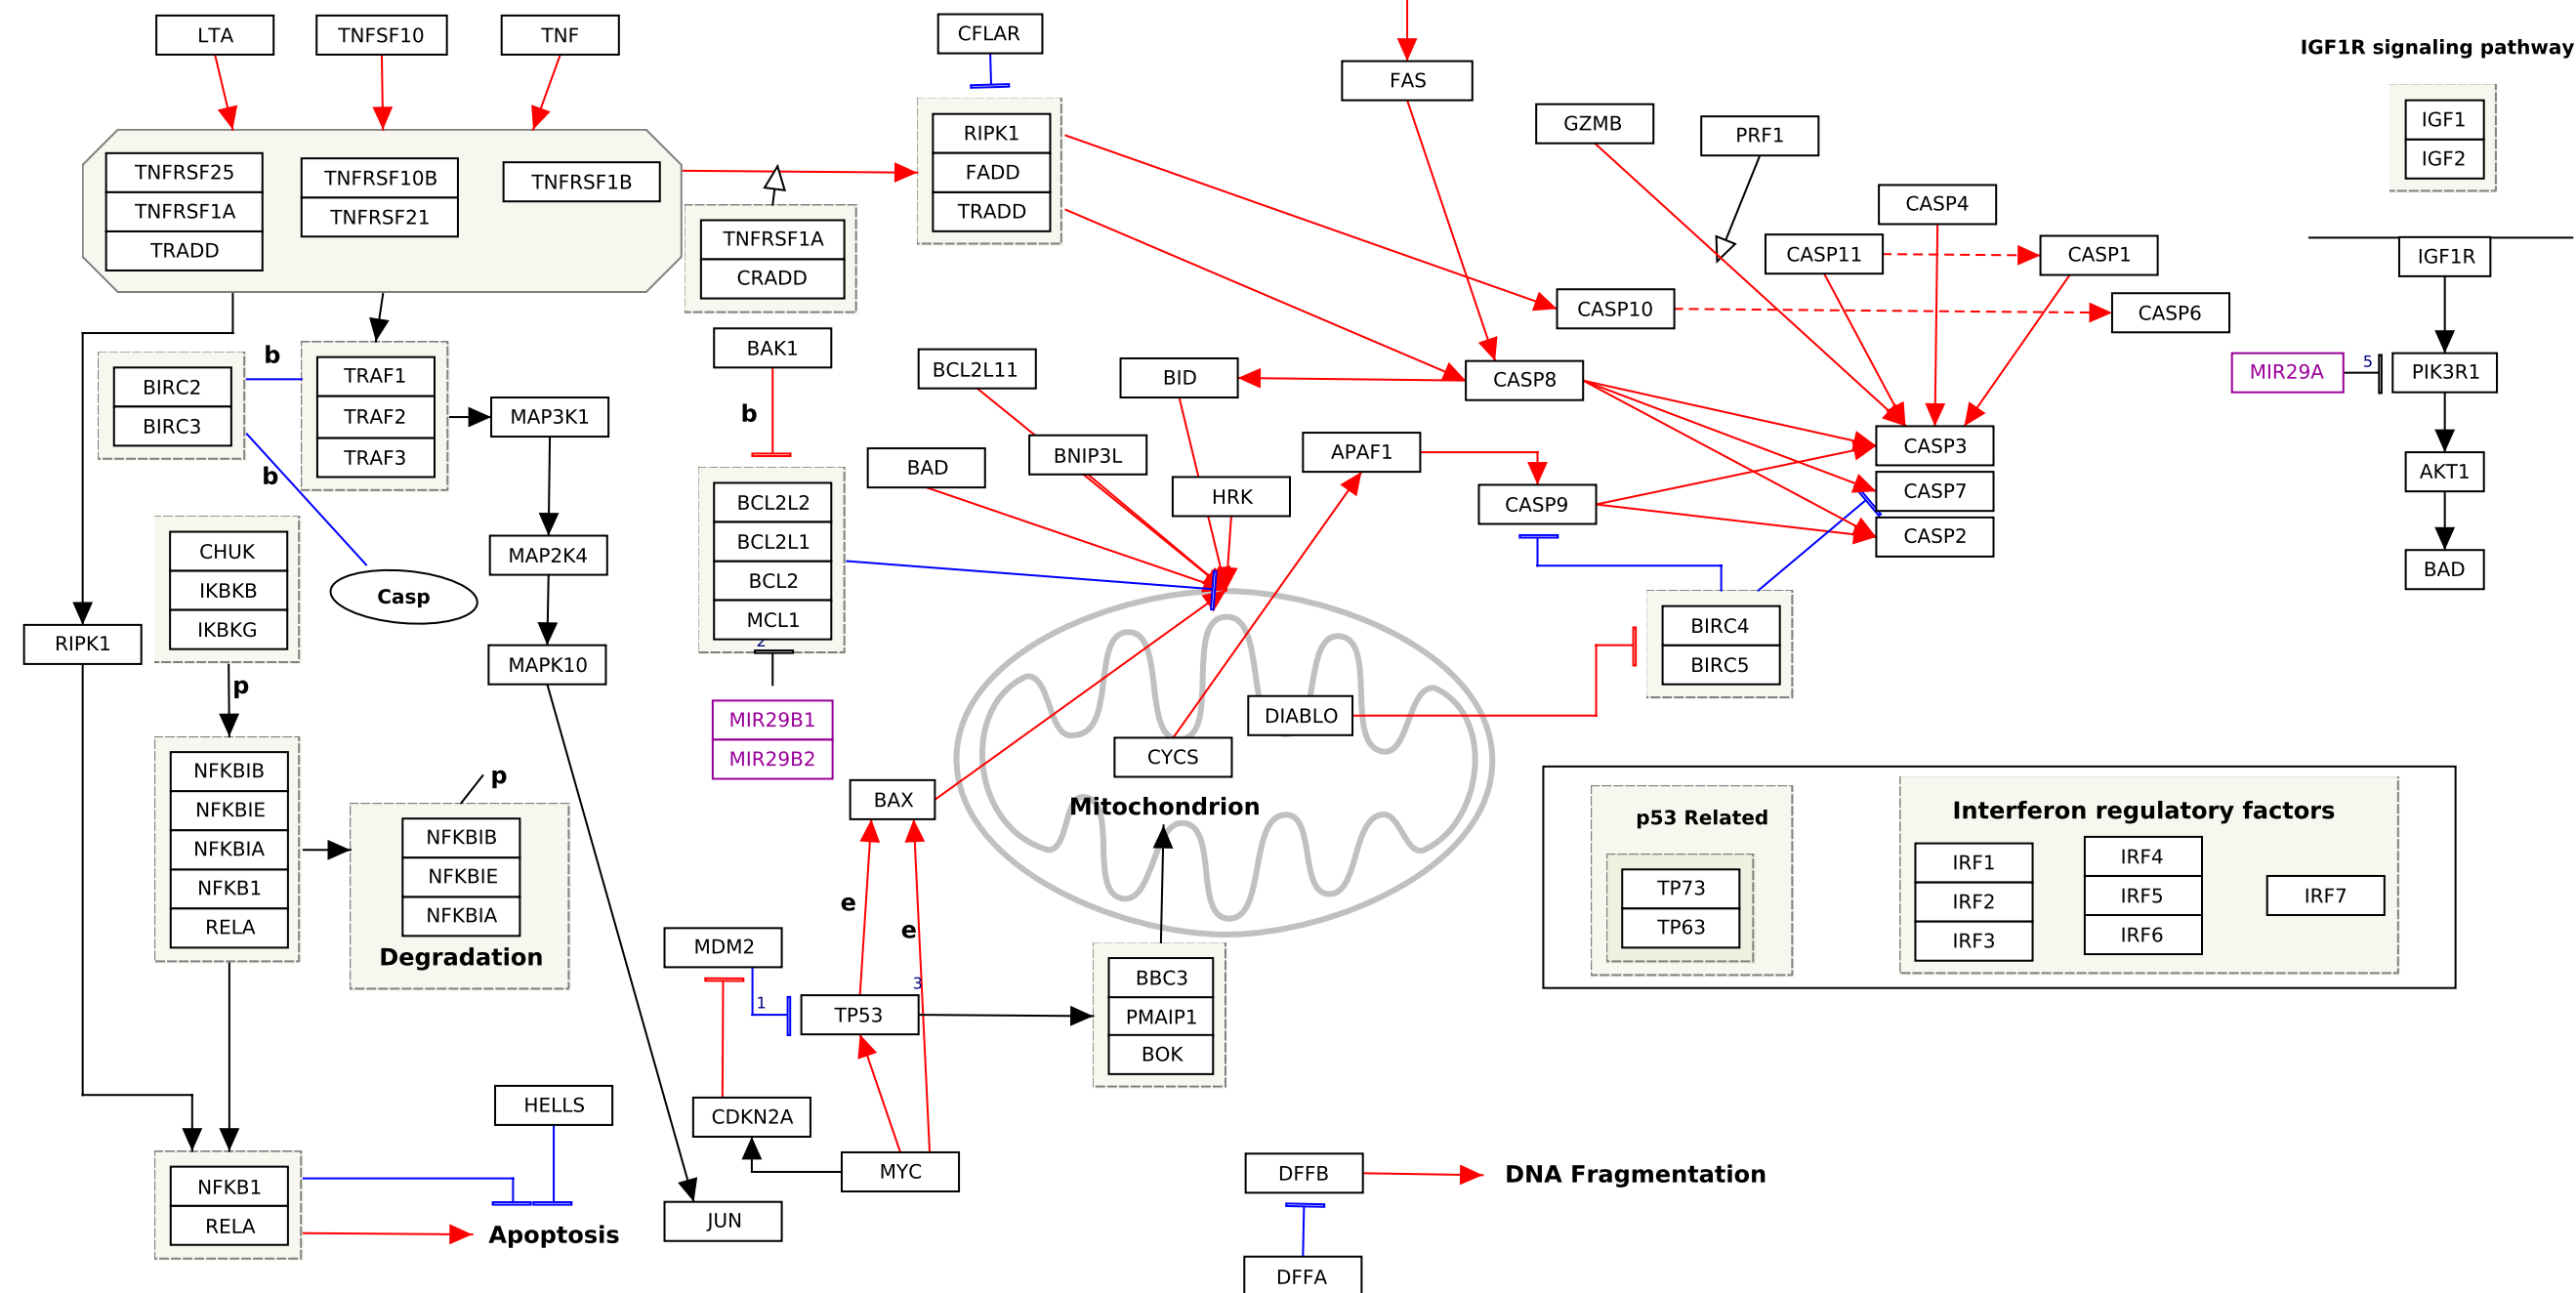 LTA
TNFSF10
TNF
CFLAR
IGF1R signaling pathway
FAS
GZMB
PRF1
IGF1
IGF2
TNFRSF25
TNFRSF1A
TRADD
TNFRSF10B
TNFRSF21
TNFRSF1B
RIPK1
FADD
TRADD
TNFRSF1A
CRADD
CASP4
CASP11
CASP1
IGF1R
CASP10
CASP6
BAK1
BCL2L11
BID
CASP8
MIR29A
5
PIK3R1
b
BIRC2
BIRC3
TRAF1
TRAF2
TRAF3
MAP3K1
b
b
BAD
BNIP3L
HRK
APAF1
CASP9
CASP3
CASP7
CASP2
AKT1
BAD
BCL2L2
BCL2L1
BCL2
MCL1
2
CHUK
IKBKB
IKBKG
Casp
MAP2K4
RIPK1
MAPK10
BIRC4
BIRC5
p
MIR29B1
MIR29B2
DIABLO
CYCS
Mitochondrion
BAX
NFKBIB
NFKBIE
NFKBIA
NFKB1
RELA
p
NFKBIB
NFKBIE
NFKBIA
Degradation
p53 Related
TP73
TP63
Interferon regulatory factors
IRF1
IRF2
IRF3
IRF4
IRF5
IRF6
IRF7
e
e
MDM2
1
TP53
3
BBC3
PMAIP1
BOK
HELLS
CDKN2A
MYC
JUN
NFKB1
RELA
Apoptosis
DFFB
DNA Fragmentation
DFFA